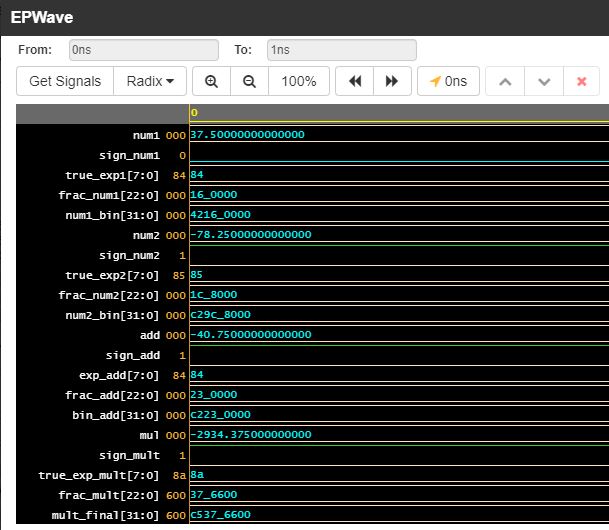 EPWave
From: 0ns To: 1ns
Get Signals Radix 100% 0ns
0
num1 000 37.50000000000000
sign_num1 0
true_exp1[7:0] 84 84
frac_num1[22:0] 000 16_0000
num1_bin[31:0] 000 4216_0000
num2 000 -78.25000000000000
sign_num2 1
true_exp2[7:0] 85 85
frac_num2[22:0] 000 1c_8000
num2_bin[31:0] 000 c29c_8000
add 000 -40.75000000000000
sign_add 1
exp_add[7:0] 84 84
frac_add[22:0] 000 23_0000
bin_add[31:0] 000 c223_0000
mul 000 -2934.375000000000
sign_mult 1
true_exp_mult[7:0] 8a 8a
frac_mult[22:0] 600 37_6600
mult_final[31:0] 600 c537_6600